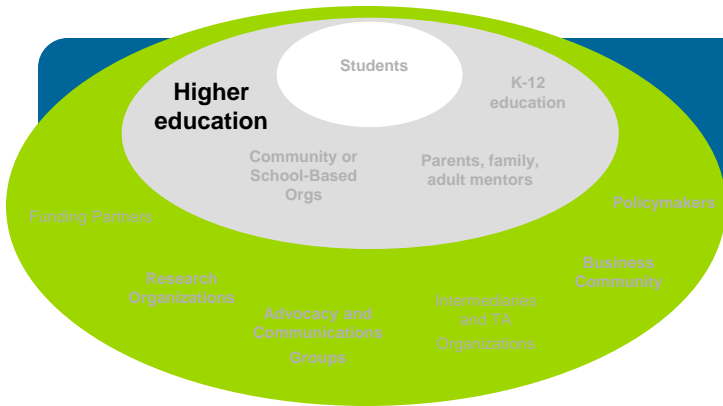 Students
Higher
education
K-12
education
Community or
School-Based
Orgs
Parents, family,
adult mentors
Policymakers
Funding Partners
Business
Community
Research
Organizations
Advocacy and
Communications
Groups
Intermediaries
and TA
Organizations